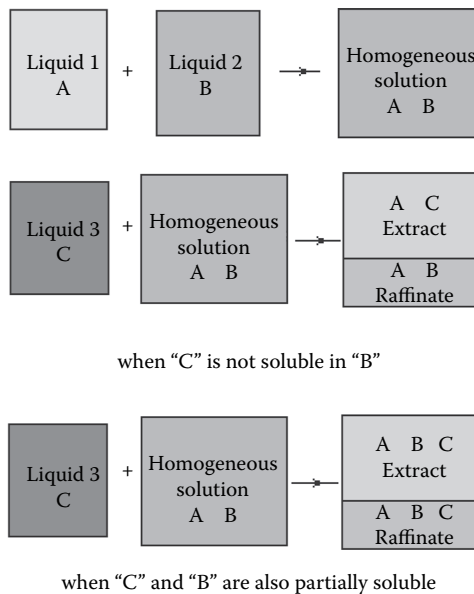 Liquid 1
A
+
Liquid 2
B
Homogeneous
solution
A B
Liquid 3
C
+
Homogeneous
solution
A B
A C
Extract
A B
Raffinate
when “C” is not soluble in “B”
Liquid 3
C
+
Homogeneous
solution
A B
A B C
Extract
A B C
Raffinate
when “C” and “B” are also partially soluble